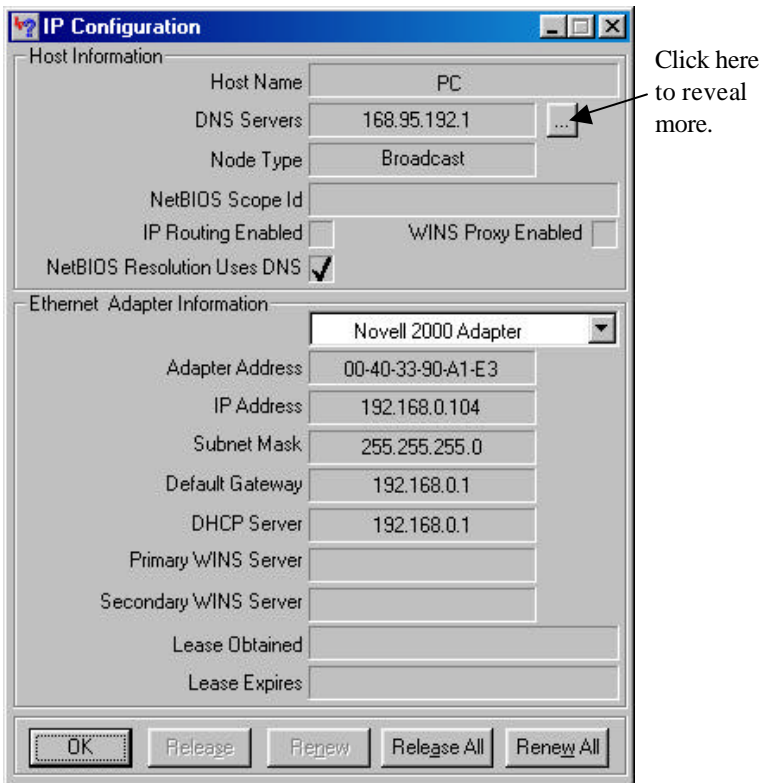 IP Configuration
Host Information
Host Name PC
Click here
to reveal
more.
DNS Servers 168.95.192.1 ...
Node Type Broadcast
NetBIOS Scope Id
IP Routing Enabled WINS Proxy Enabled
NetBIOS Resolution Uses DNS
Ethernet Adapter Information
Novell 2000 Adapter
Adapter Address 00-40-33-90-A1-E3
IP Address 192.168.0.104
Subnet Mask 255.255.255.0
Default Gateway 192.168.0.1
DHCP Server 192.168.0.1
Primary WINS Server
Secondary WINS Server
Lease Obtained
Lease Expires
OK Release Renew Release All Renew All